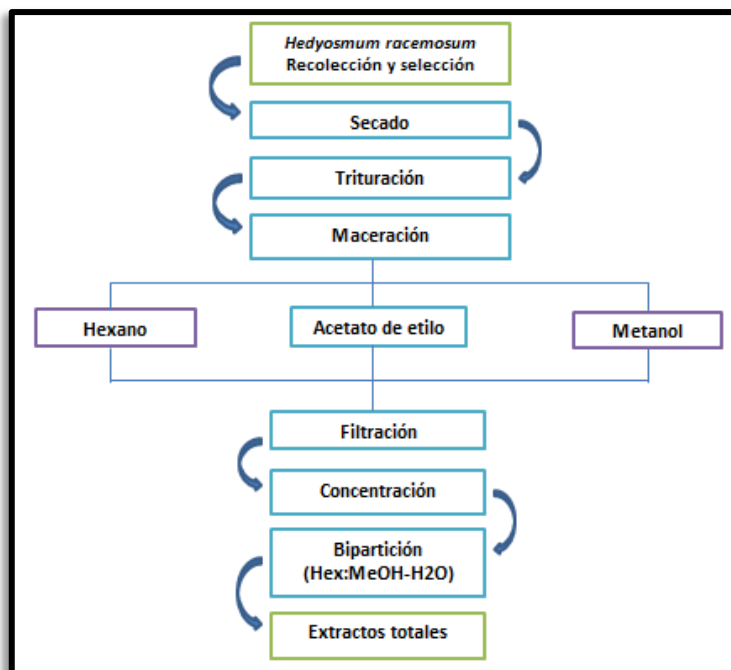 Hedyosmum racemosum
Recolección y selección
Secado
Trituración
Maceración
Hexano
Acetato de etilo
Metanol
Filtración
Concentración
Bipartición
(Hex:MeOH-H2O)
Extractos totales